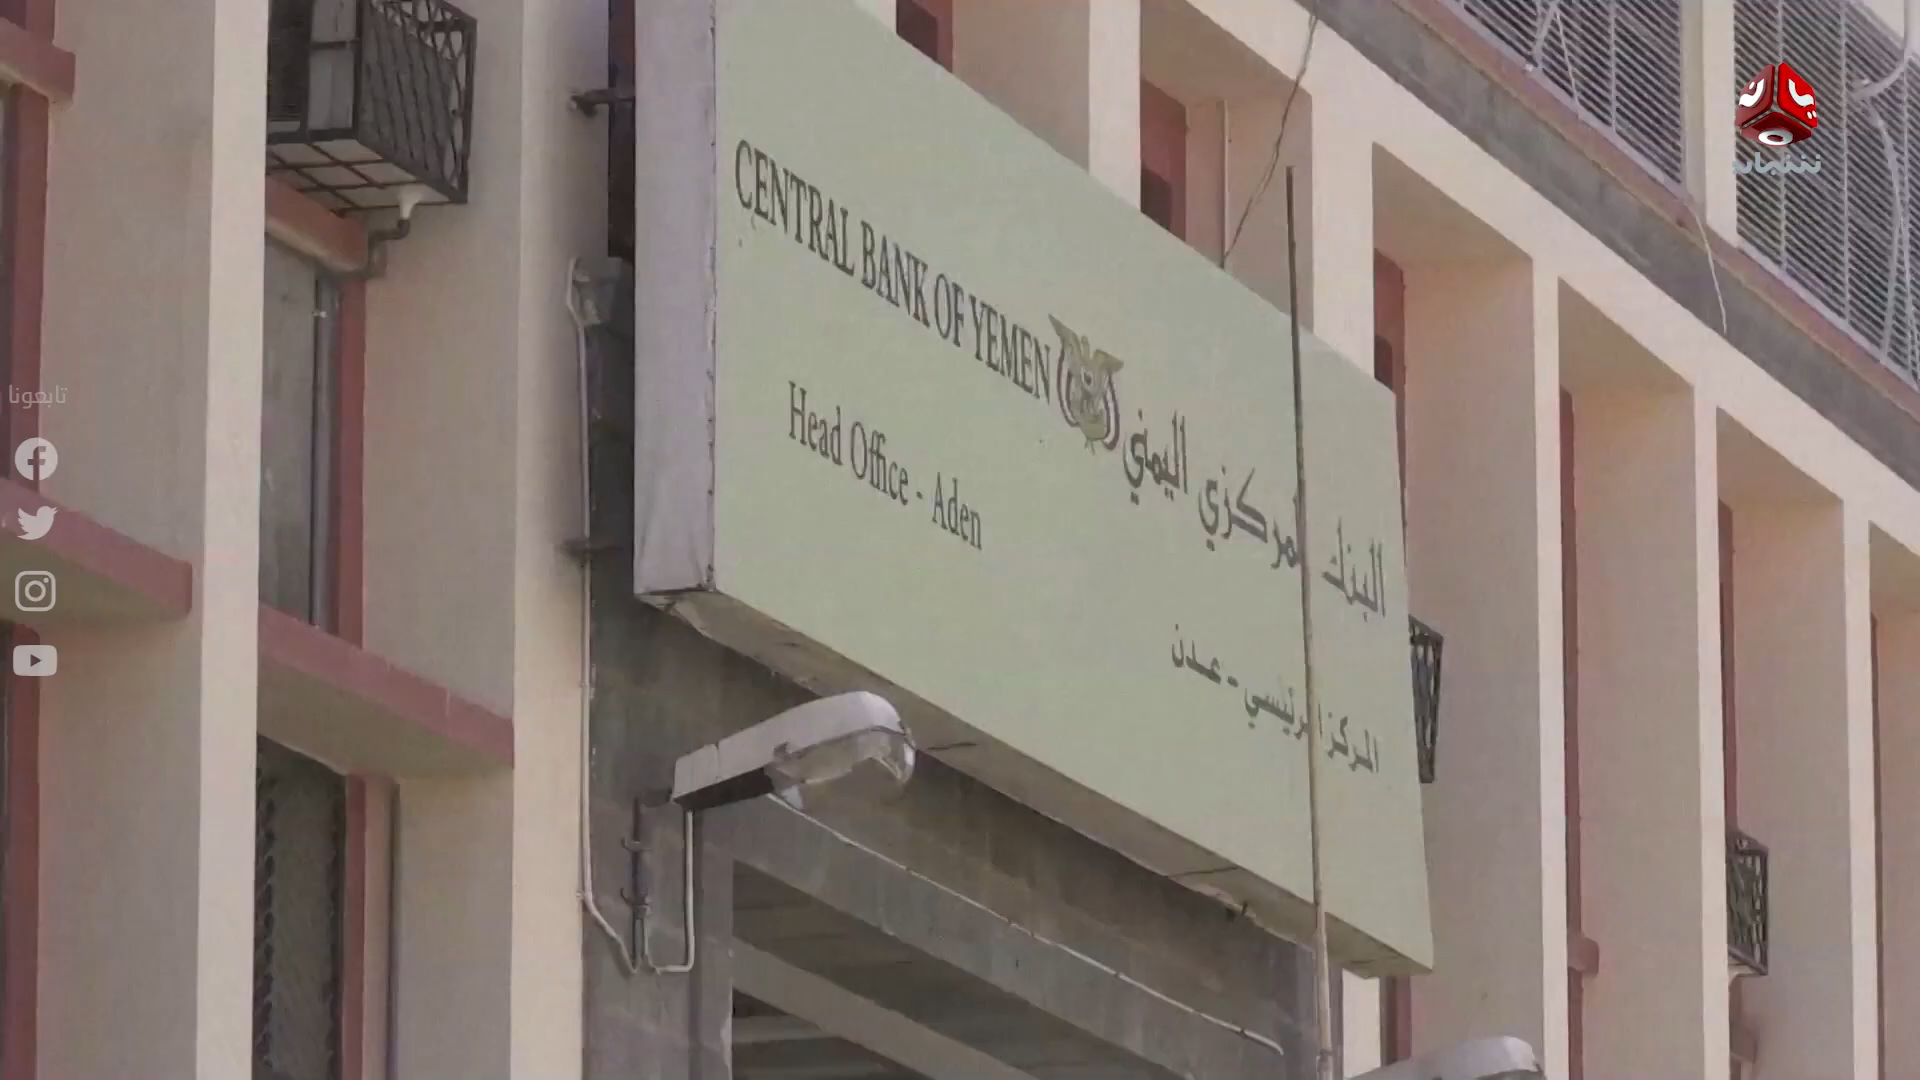 CENTRAL BANK OF YEMEN
البنك المركزي اليمني
Head Office - Aden
المركز الرئيسي - عدن
تابعونا